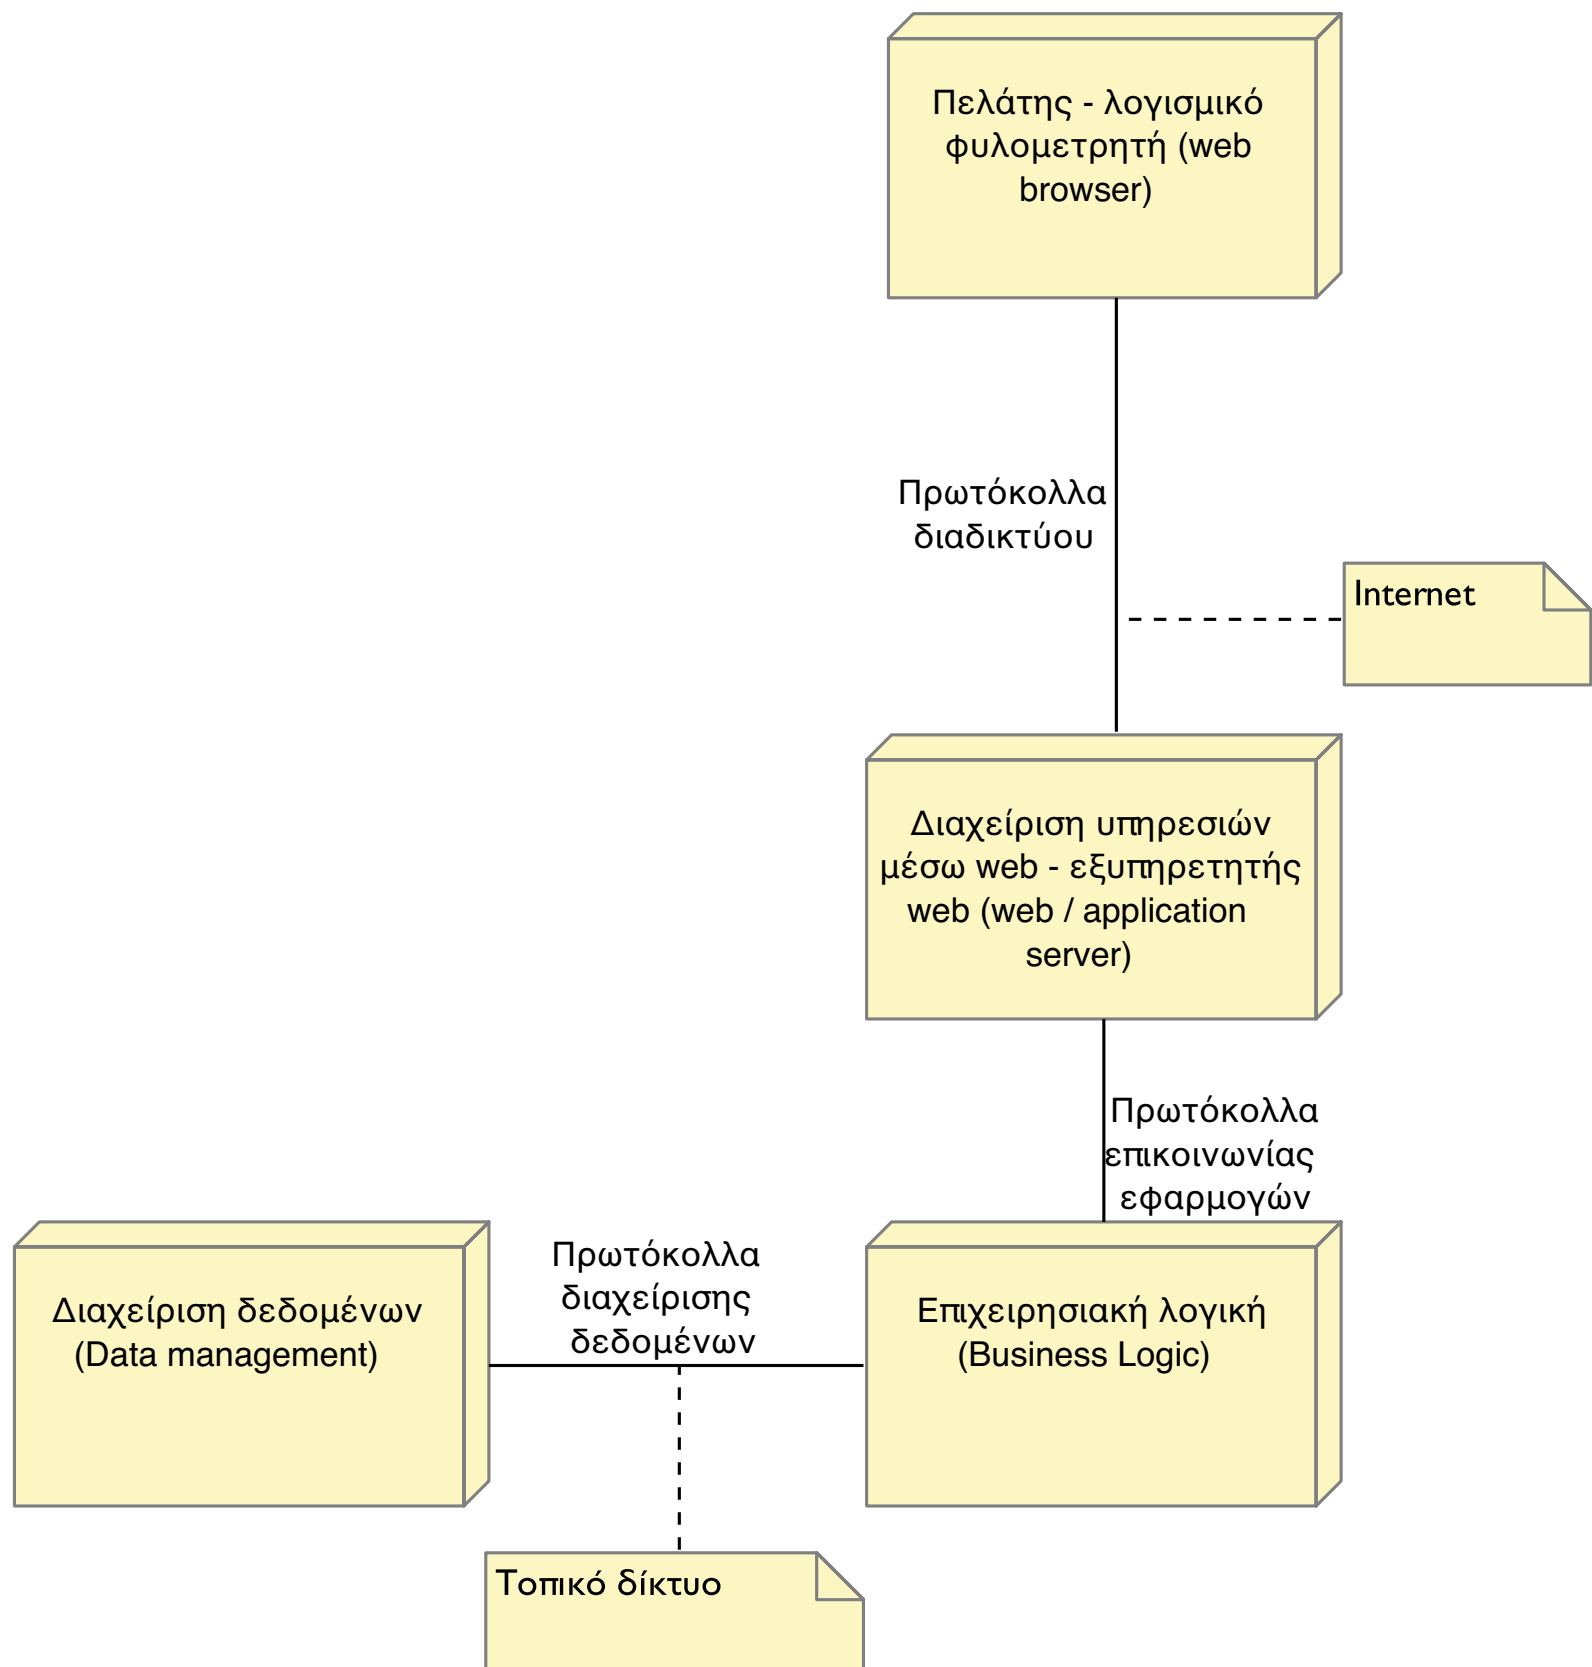 Πελάτης - λογισμικό
φυλομετρητή (web
browser)
Πρωτόκολλα
διαδικτύου
Internet
Διαχείριση υπηρεσιών
μέσω web - εξυπηρετητής
web (web / application
server)
Πρωτόκολλα
επικοινωνίας
εφαρμογών
Πρωτόκολλα
διαχείρισης
δεδομένων
Διαχείριση δεδομένων
(Data management)
Επιχειρησιακή λογική
(Business Logic)
Τοπικό δίκτυο